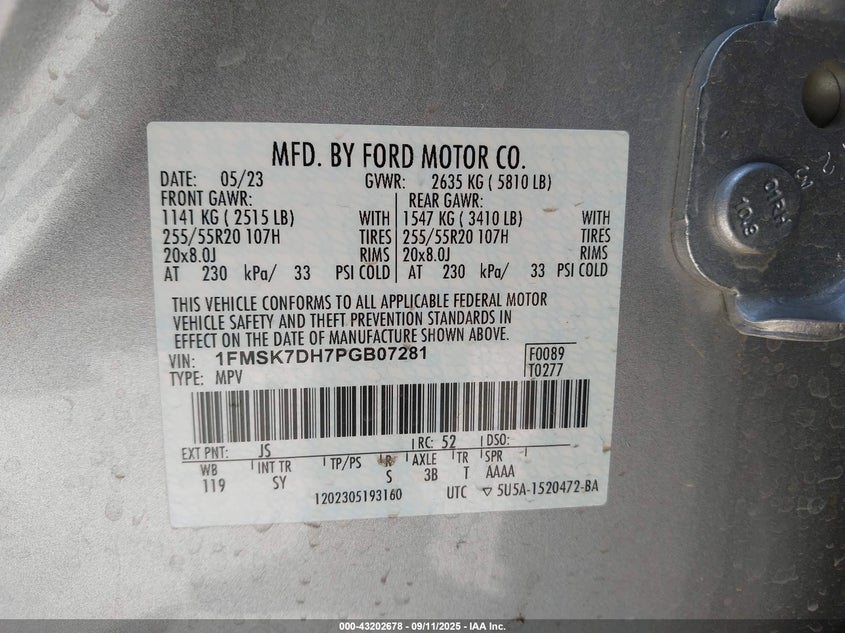 MFD. BY FORD MOTOR CO.
DATE: 05/23 GVWR: 2635 KG ( 5810 LB)
FRONT GAWR: REAR GAWR:
1141 KG ( 2515 LB) WITH 1547 KG ( 3410 LB) WITH
255/55R20 107H TIRES 255/55R20 107H TIRES
20x8.0J RIMS 20x8.0J RIMS
AT 230 kPa/ 33 PSI COLD AT 230 kPa/ 33 PSI COLD
THIS VEHICLE CONFORMS TO ALL APPLICABLE FEDERAL MOTOR
VEHICLE SAFETY AND THEFT PREVENTION STANDARDS IN
EFFECT ON THE DATE OF MANUFACTURE SHOWN ABOVE.
VIN: 1FMSK7DH7PGB07281 F0089
TYPE: MPV T0277
EXT PNT: JS RC: 52 DSO:
WB INT TR TP/PS R AXLE TR SPR
119 SY S 3B T AAAA
1202305193160 UTC ▽ 5U5A-1520472-BA
000-43202678 - 09/11/2025 - IAA Inc.